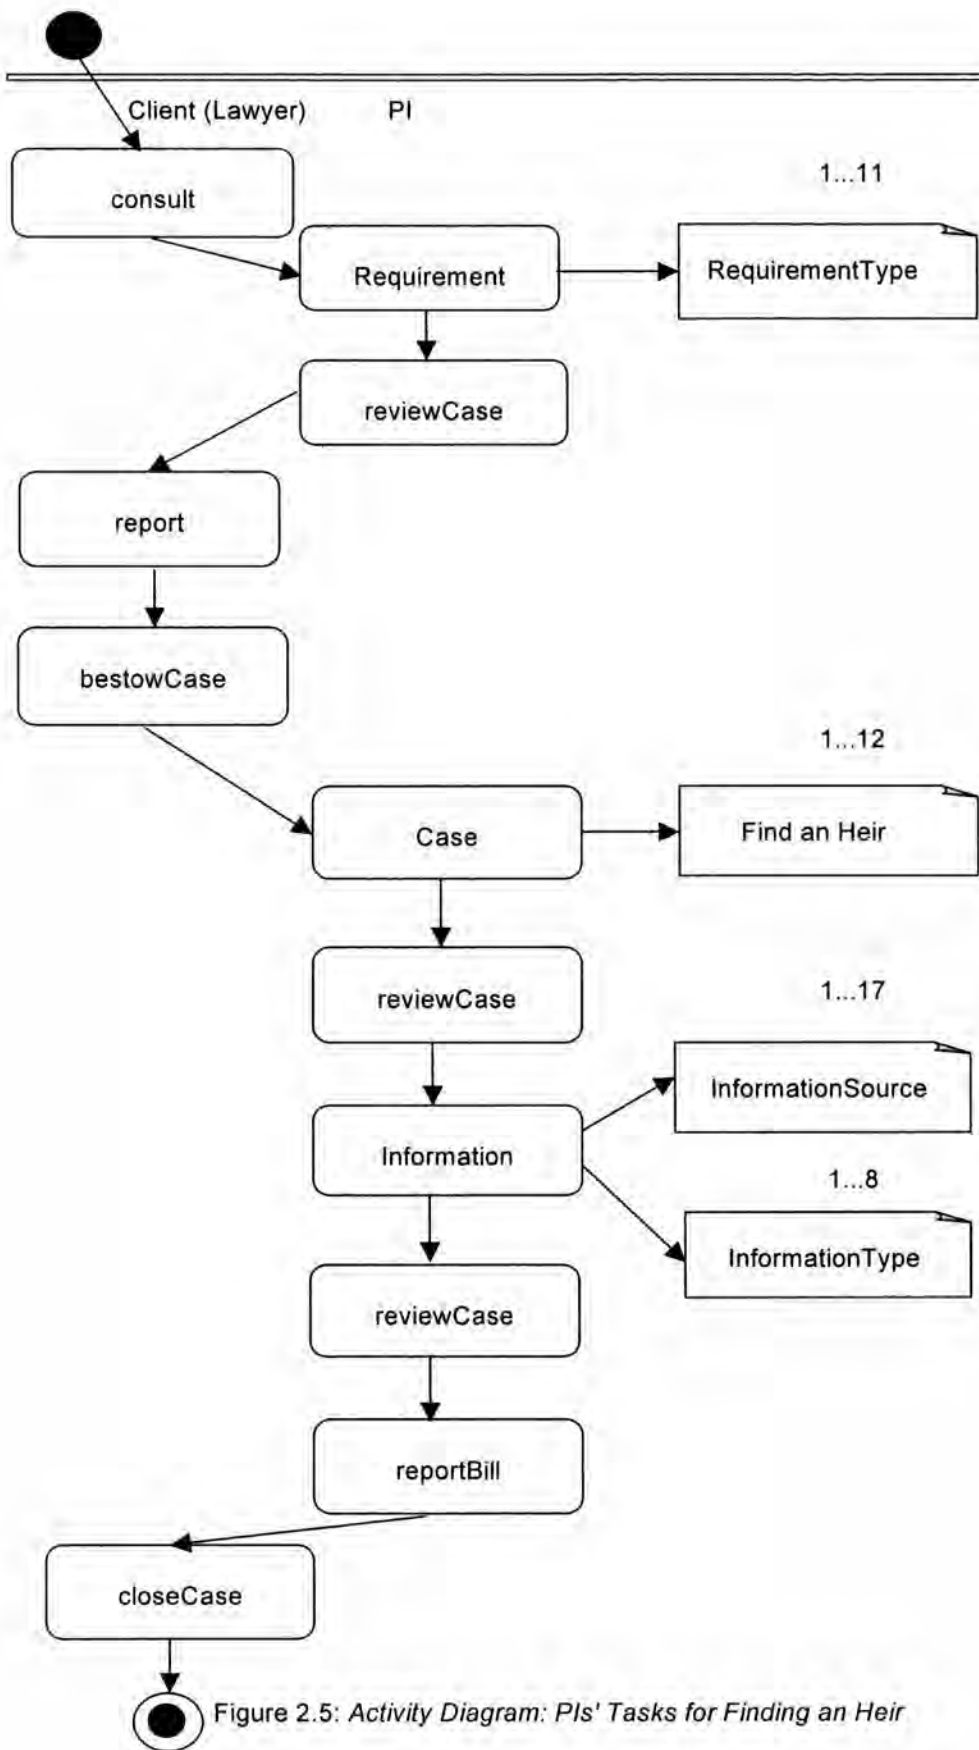 Client (Lawyer) PI
consult
1...11
Requirement
RequirementType
reviewCase
report
bestowCase
1...12
Case
Find an Heir
reviewCase
1...17
InformationSource
Information
1...8
InformationType
reviewCase
reportBill
closeCase
Figure 2.5: Activity Diagram: PIs' Tasks for Finding an Heir